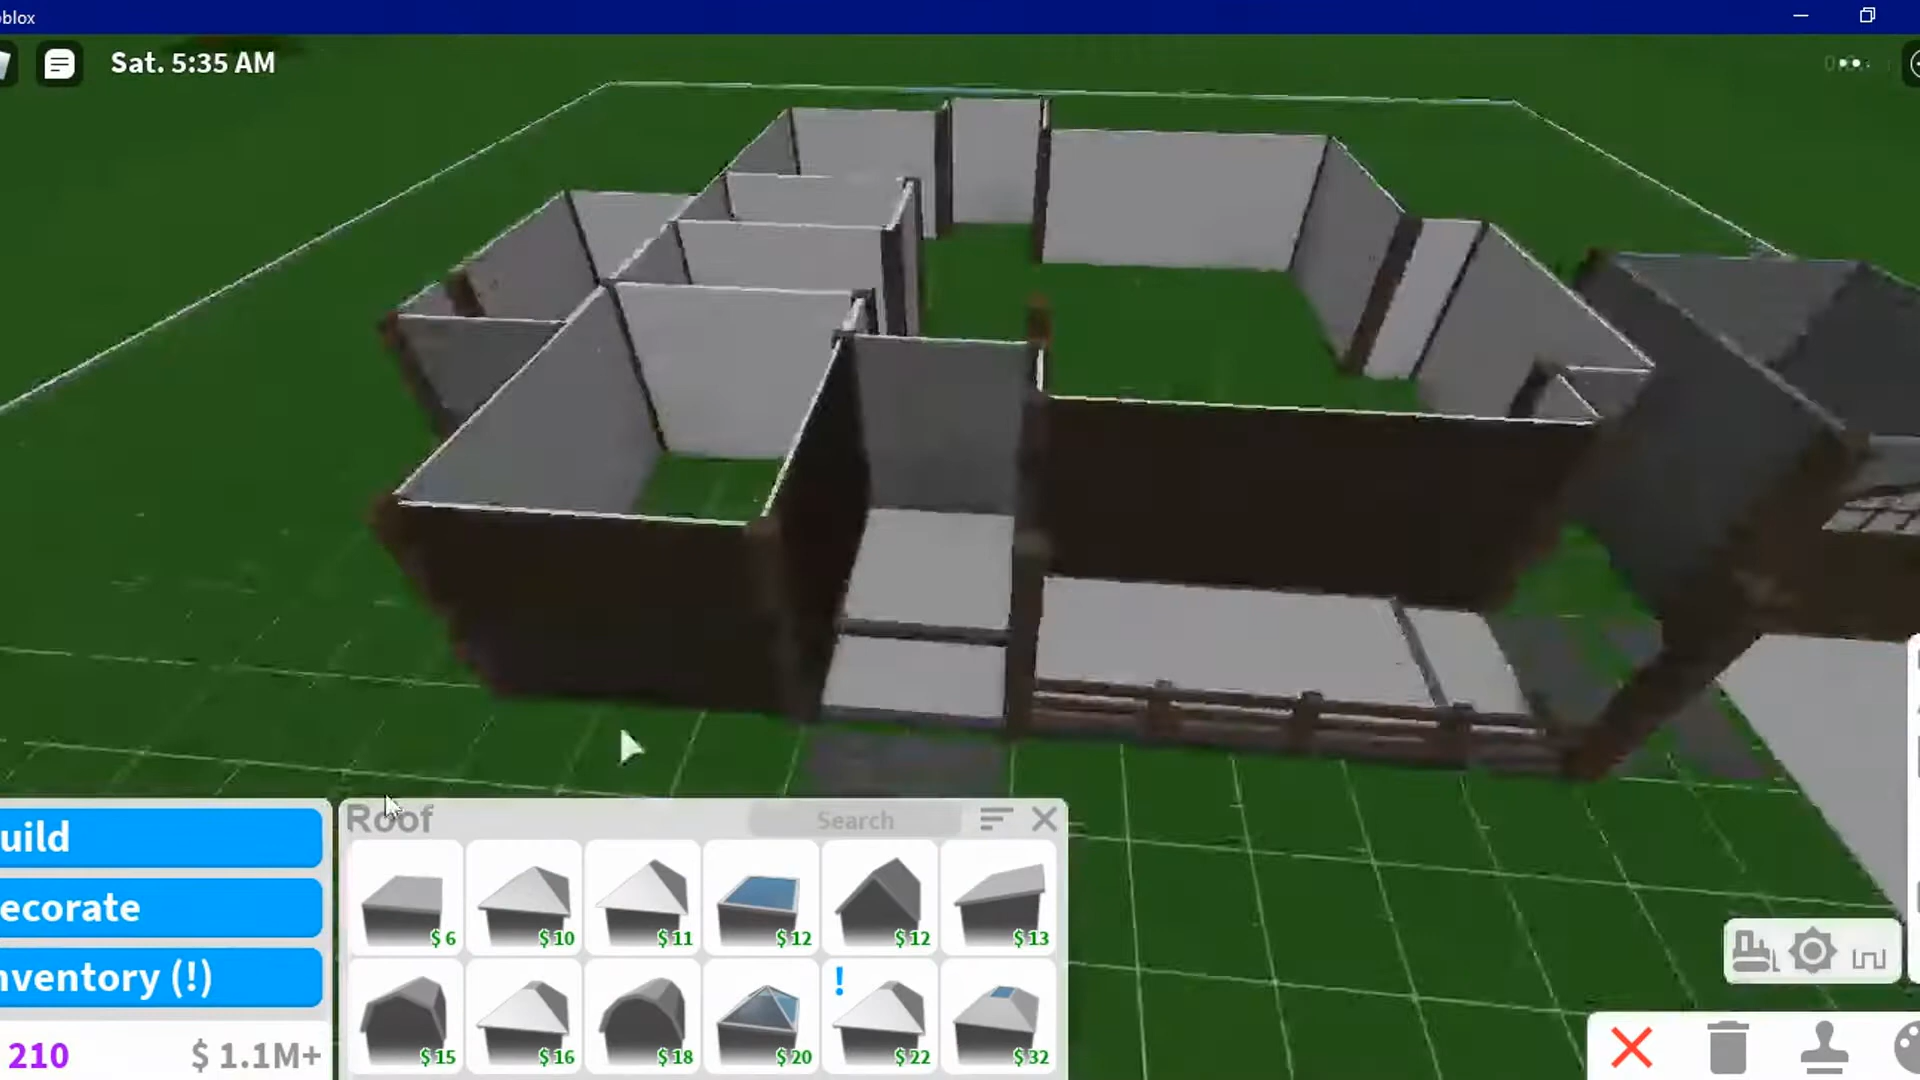 oblox
Sat. 5:35 AM
uild
ecorate
nventory (!)
210
$ 1.1M+
Roof
Search
$ 6
$ 10
$ 11
$ 12
$ 12
$ 13
!
$ 15
$ 16
$ 18
$ 20
$ 22
$ 32